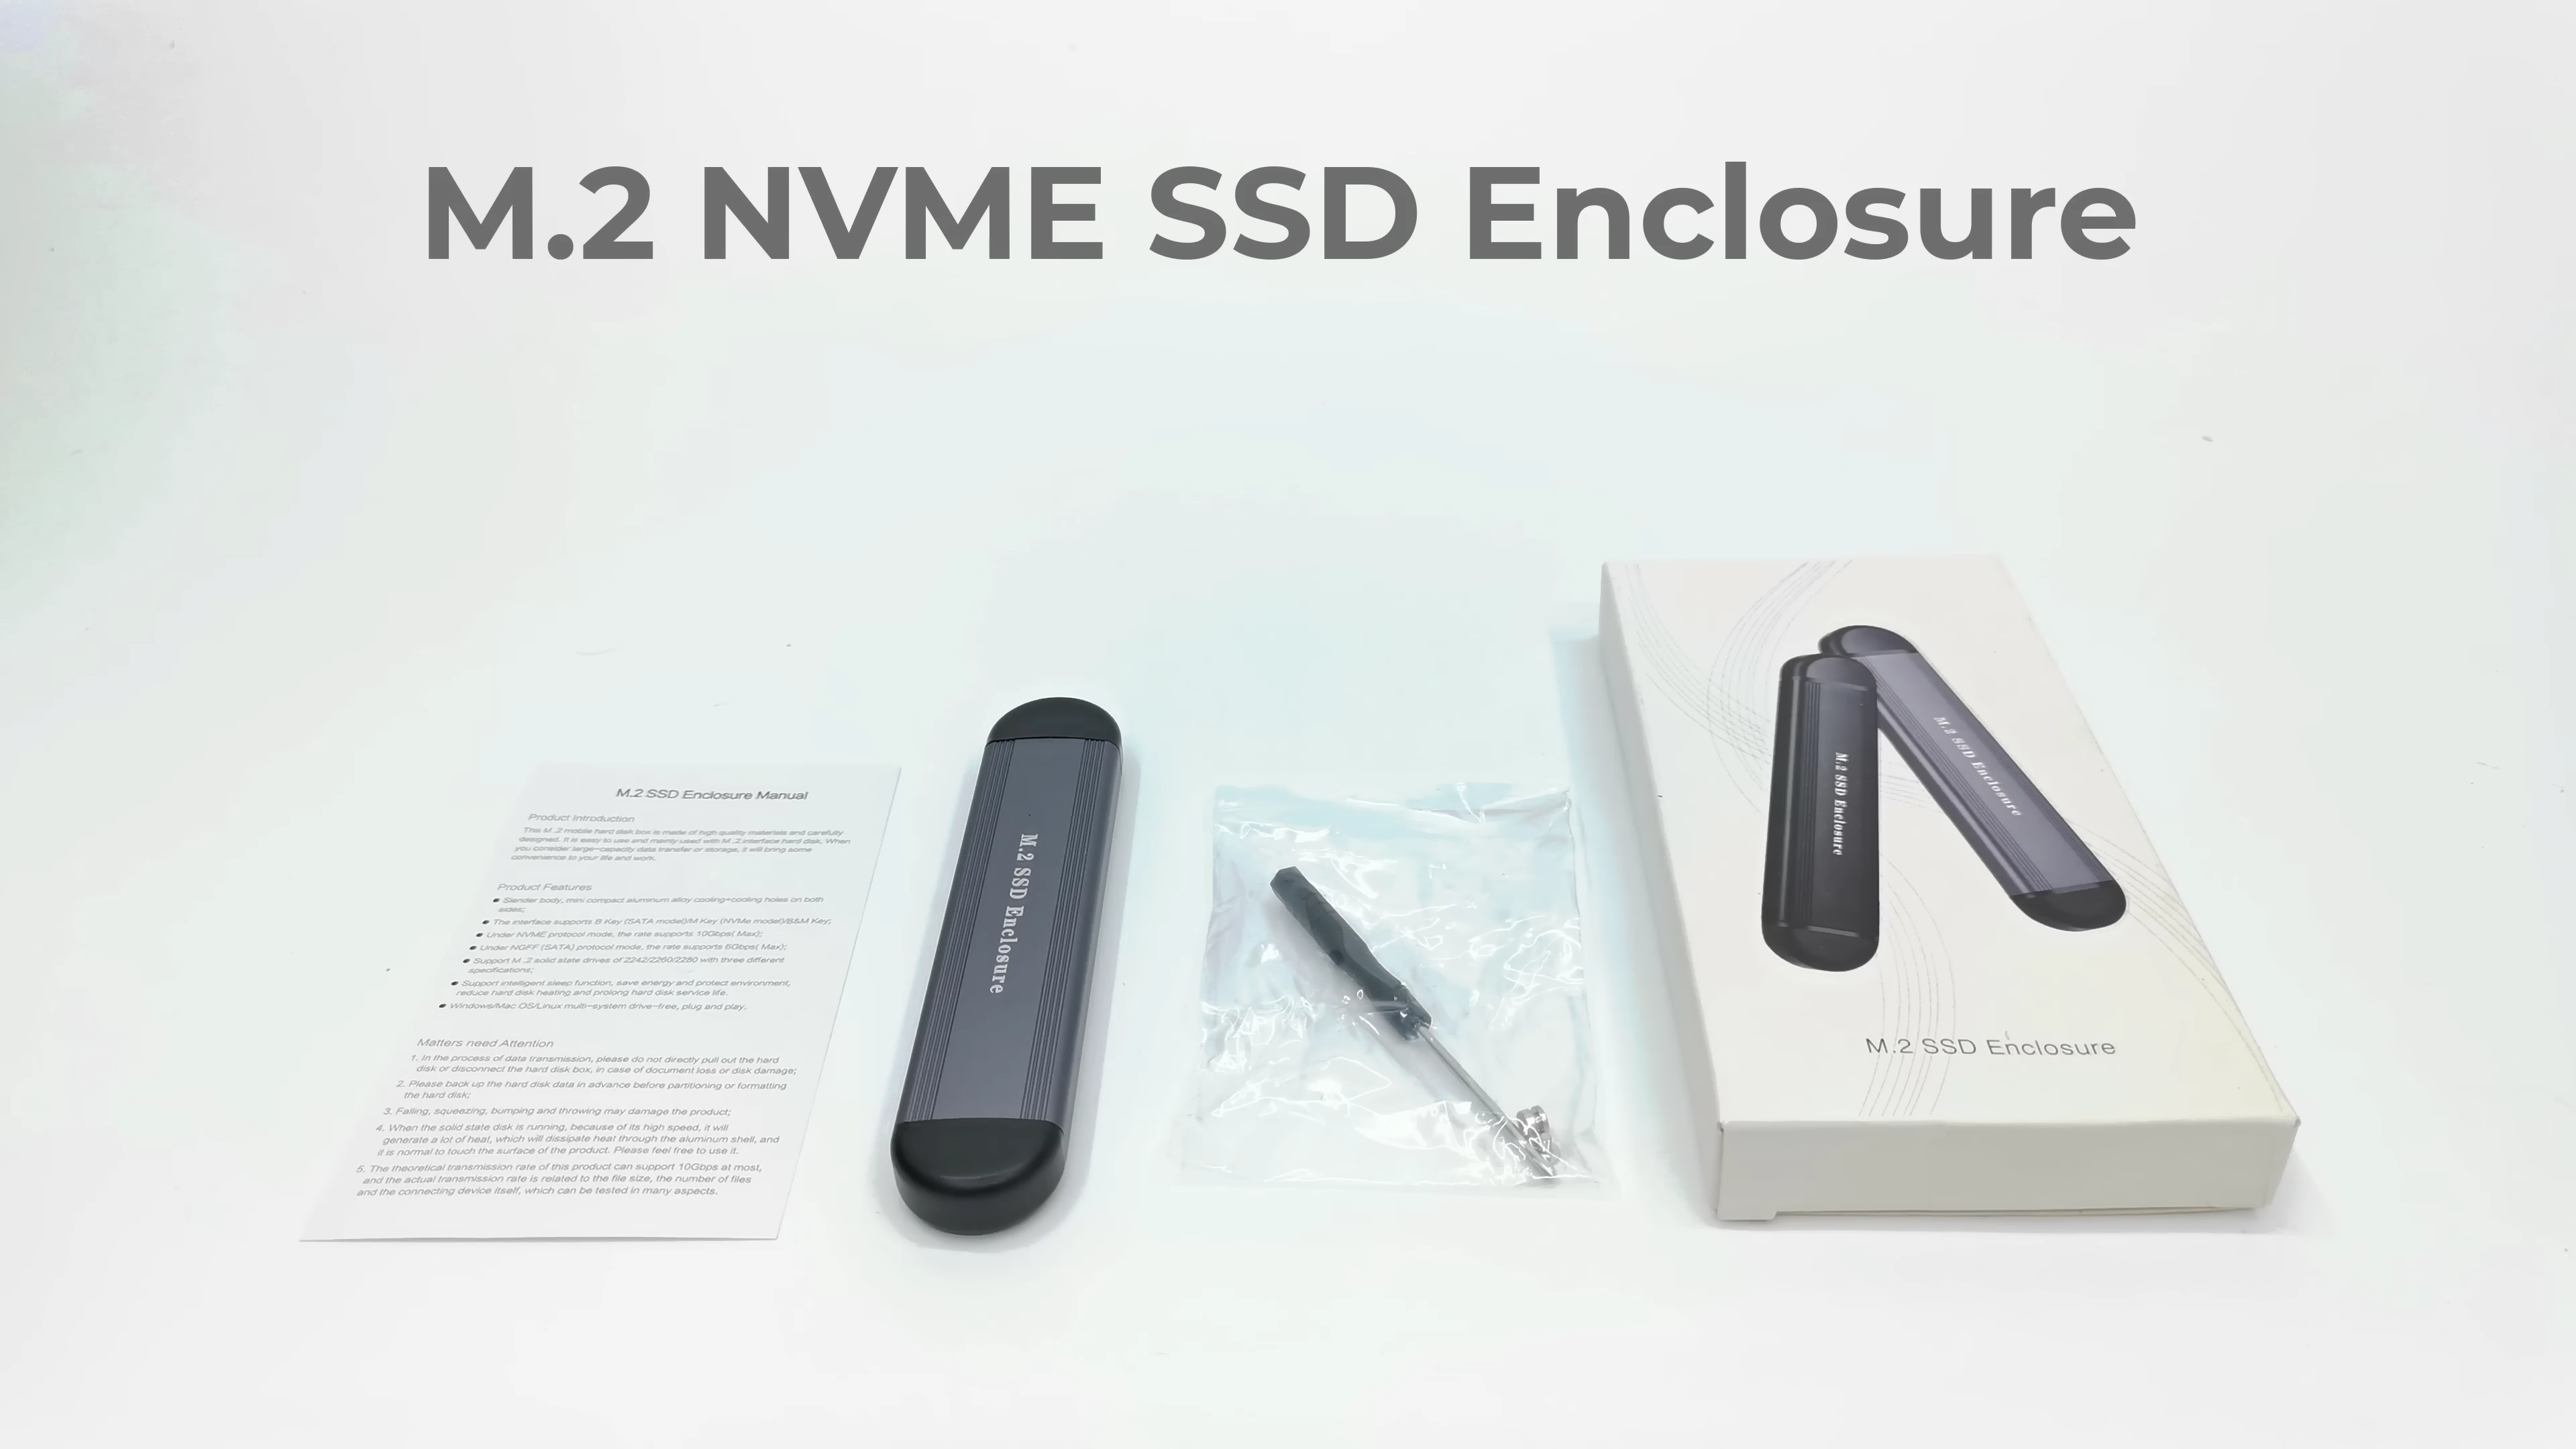 M.2 NVME SSD Enclosure
M.2 SSD Enclosure Manual
Product Introduction
This M .2 mobile hard disk box is made of high quality materials and carefully
designed. It is easy to use and mainly used with M .2 interface hard disk. When
you consider large-capacity data transfer or storage, it will bring some
convenience to your life and work.
Product Features
● Slender body, mini compact aluminum alloy cooling+cooling holes on both
sides;
● The interface supports B Key (SATA model)/M Key (NVMe model)/B&M Key;
● Under NVME protocol mode, the rate supports 10Gbps( Max);
● Under NGFF (SATA) protocol mode, the rate supports 6Gbps( Max);
● Support M .2 solid state drives of 2242/2260/2280 with three different
specifications;
● Support intelligent sleep function, save energy and protect environment,
reduce hard disk heating and prolong hard disk service life.
● Windows/Mac OS/Linux multi-system drive-free, plug and play.
Matters need Attention
1. In the process of data transmission, please do not directly pull out the hard
disk or disconnect the hard disk box, in case of document loss or disk damage;
2. Please back up the hard disk data in advance before partitioning or formatting
the hard disk;
3. Falling, squeezing, bumping and throwing may damage the product;
4. When the solid state disk is running, because of its high speed, it will
generate a lot of heat, which will dissipate heat through the aluminum shell, and
it is normal to touch the surface of the product. Please feel free to use it.
5. The theoretical transmission rate of this product can support 10Gbps at most,
and the actual transmission rate is related to the file size, the number of files
and the connecting device itself, which can be tested in many aspects.
M.2 SSD Enclosure
M.2 SSD Enclosure
M.2 SSD Enclosure
M.2 SSD Enclosure